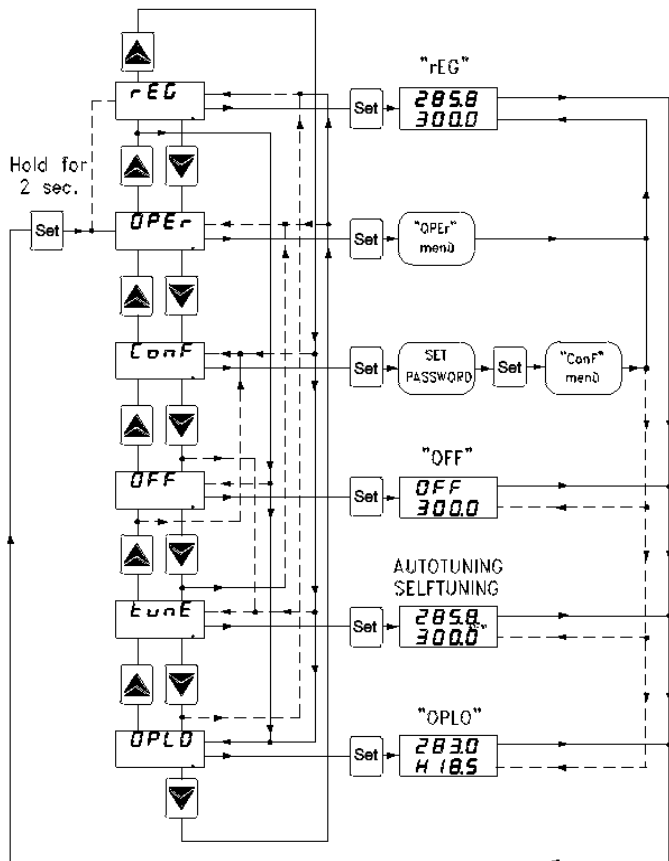 "rEG"
rEG
Set
285.8
300.0
Hold for
2 sec.
Set
OPEr
Set
"OPEr"
menù
ConF
Set
SET
PASSWORD
Set
"ConF"
menù
"OFF"
OFF
Set
OFF
300.0
AUTOTUNING
SELFTUNING
tunE
Set
285.8
300.0
"OPLO"
OPLO
Set
283.0
H 18.5